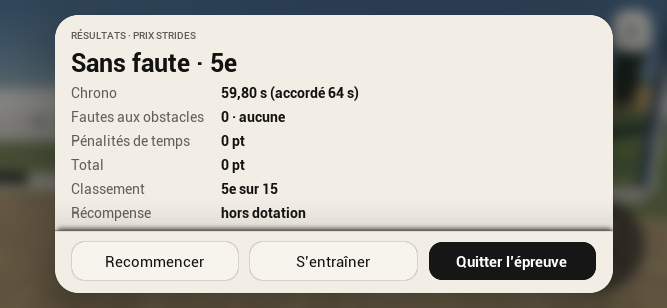 RÉSULTATS · PRIX STRIDES
Sans faute · 5e
Chrono 59,80 s (accordé 64 s)
Fautes aux obstacles 0 · aucune
Pénalités de temps 0 pt
Total 0 pt
Classement 5e sur 15
Récompense hors dotation
Recommencer S'entraîner Quitter l'épreuve